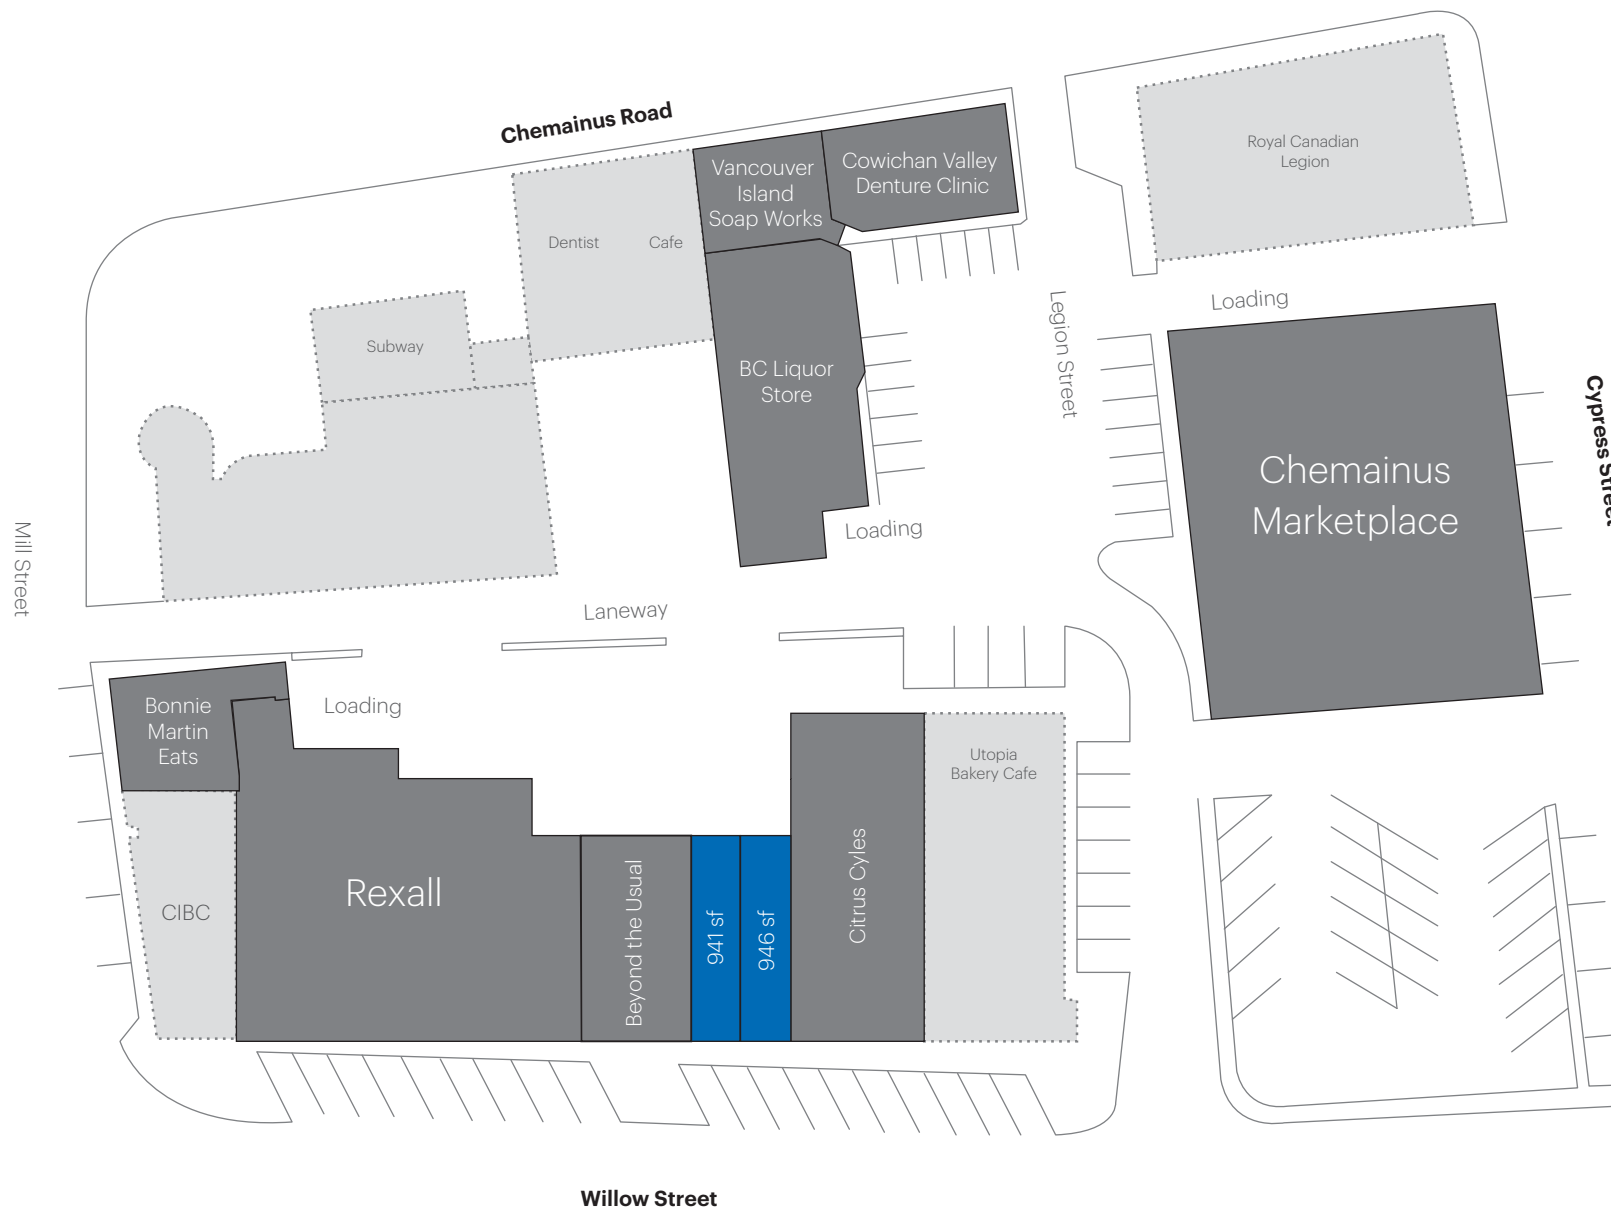 Chemainus Road
Vancouver
Island
Soap Works
Cowichan Valley
Denture Clinic
Royal Canadian
Legion
Dentist
Cafe
Subway
Loading
Legion Street
BC Liquor
Store
Cypress Street
Chemainus
Marketplace
Loading
Mill Street
Laneway
Bonnie
Martin
Eats
Loading
Utopia
Bakery Cafe
CIBC
Rexall
Beyond the Usual
941 sf
946 sf
Citrus Cyles
Willow Street